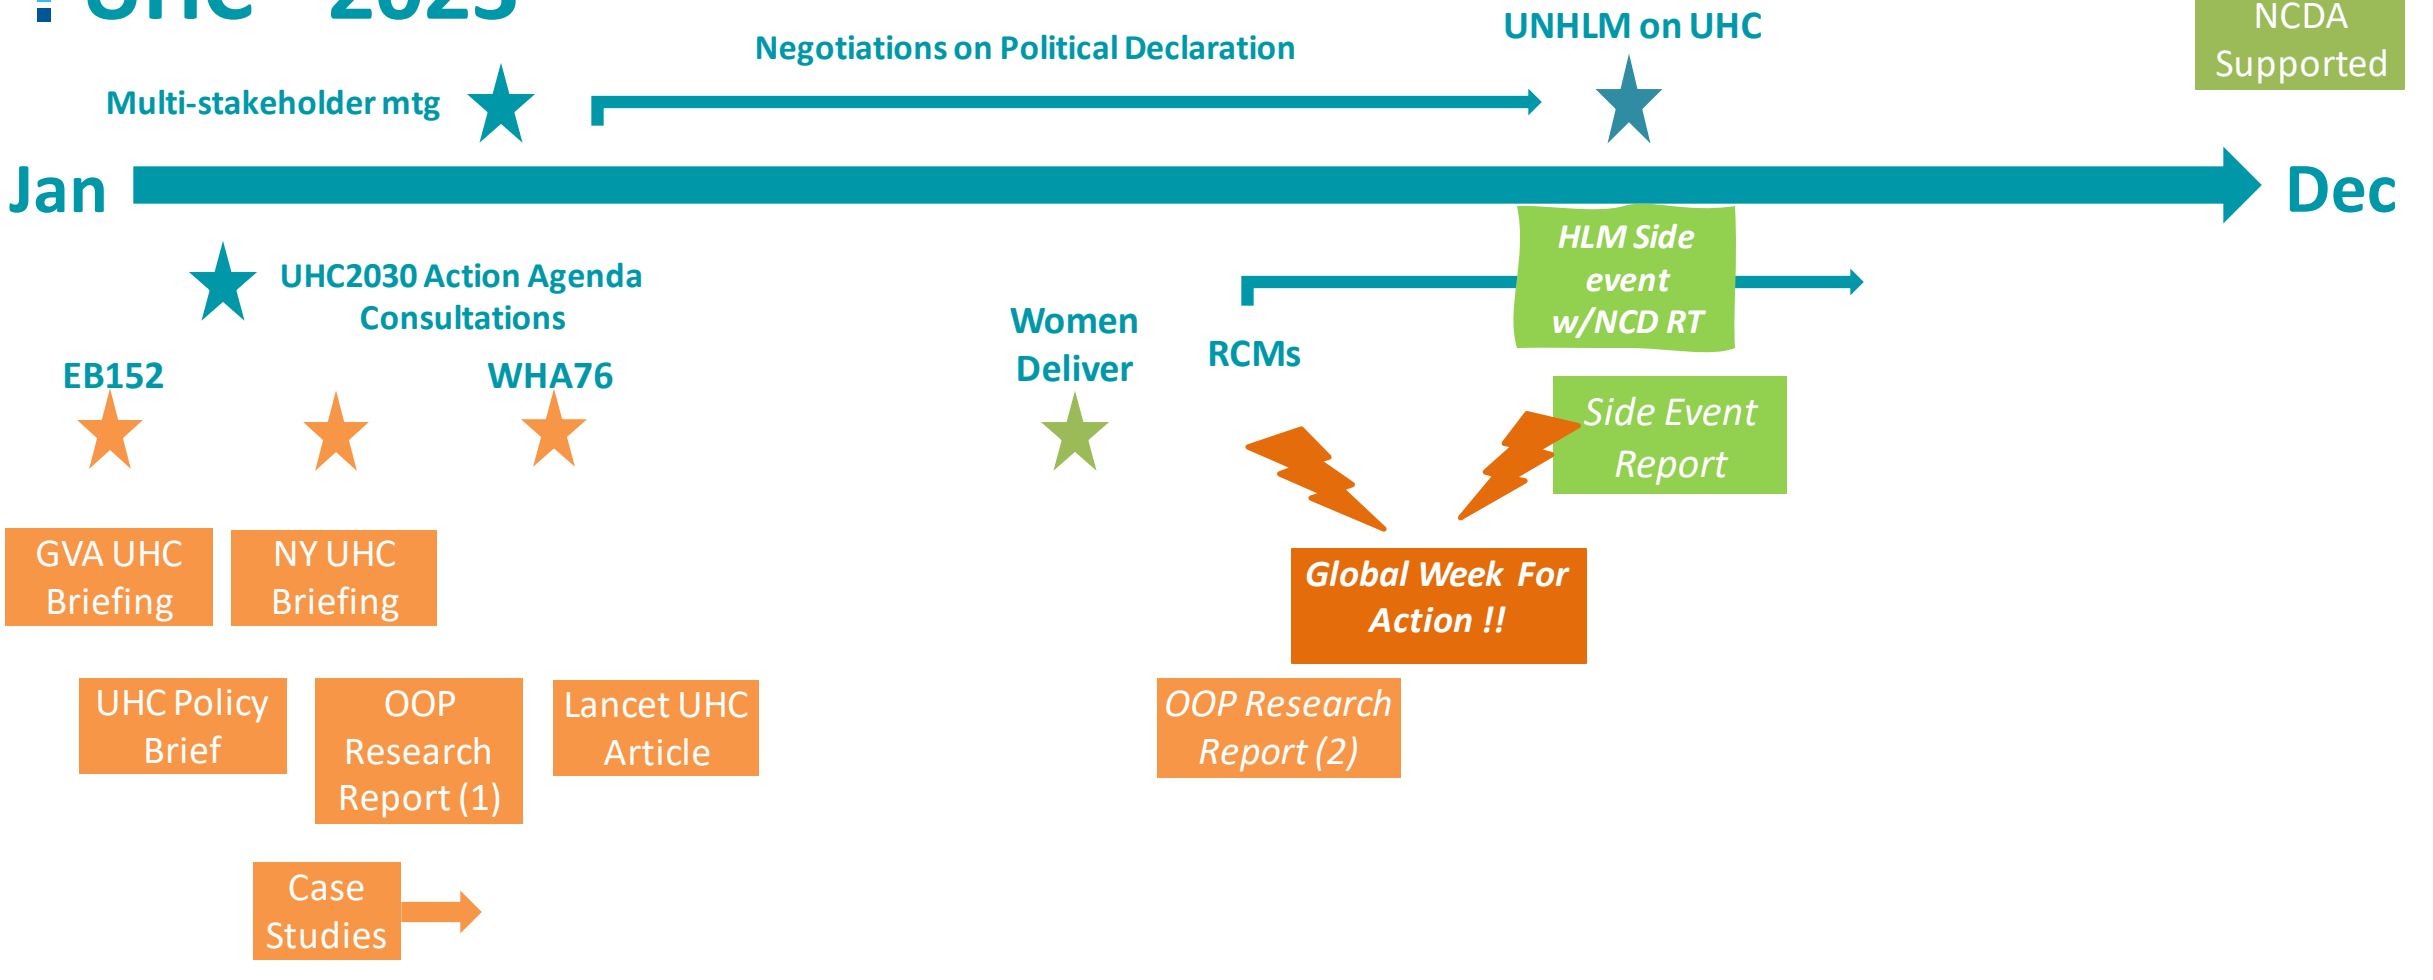 UHC 2023
NCDA
Supported
UNHLM on UHC
Negotiations on Political Declaration
Multi-stakeholder mtg
Jan
Dec
HLM Side
event
w/NCD RT
UHC2030 Action Agenda
Consultations
Women
Deliver
RCMs
EB152
WHA76
Side Event
Report
GVA UHC
Briefing
NY UHC
Briefing
Global Week For
Action !!
UHC Policy
Brief
OOP
Research
Report (1)
Lancet UHC
Article
OOP Research
Report (2)
Case
Studies